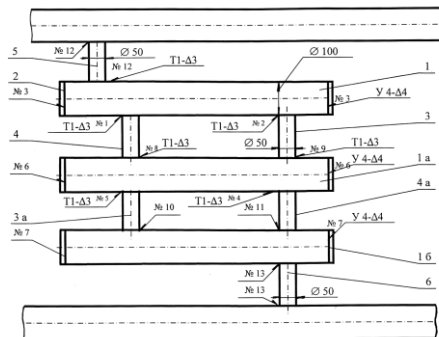 № 12
Ø 50
5
№ 12
Т1-Δ3
Ø 100
2
1
№ 3
№ 3
У 4-Δ4
Т1-Δ3
№ 1
Т1-Δ3
№ 2
3
4
Ø 50
Т1-Δ3
№ 8
Т1-Δ3
№ 9
№ 6
№ 6
У 4-Δ4
1 а
Т1-Δ3
№ 5
Т1-Δ3
№ 4
4 а
3 а
№ 10
№ 11
№ 7
№ 7
У 4-Δ4
1 б
№ 13
6
№ 13
Ø 50